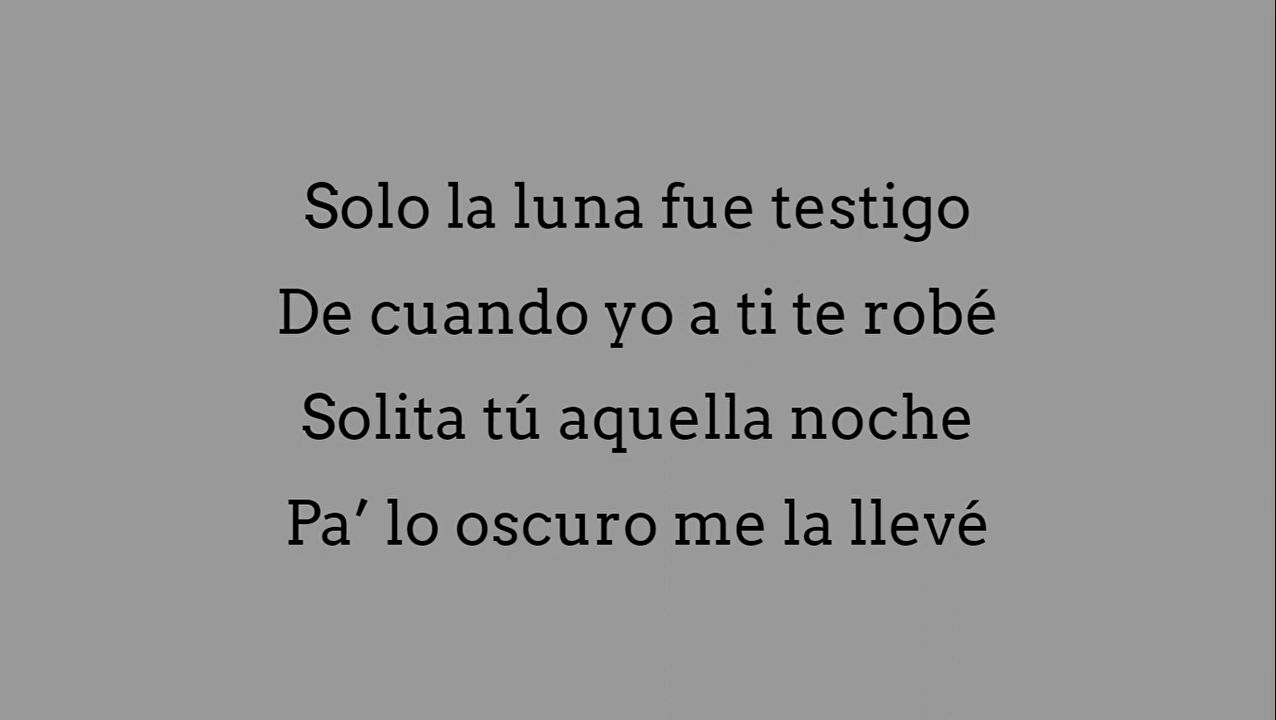 Solo la luna fue testigo
De cuando yo a ti te robé
Solita tú aquella noche
Pa’ lo oscuro me la llevé